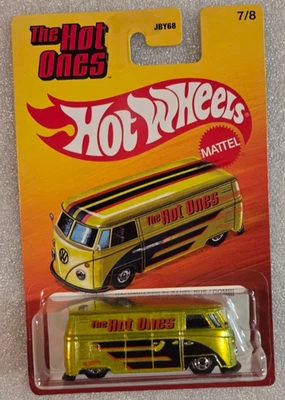 The Hot
Ones
JBY68
7/8
Hot Wheels
MATTEL
The Hot Ones
The Hot Ones